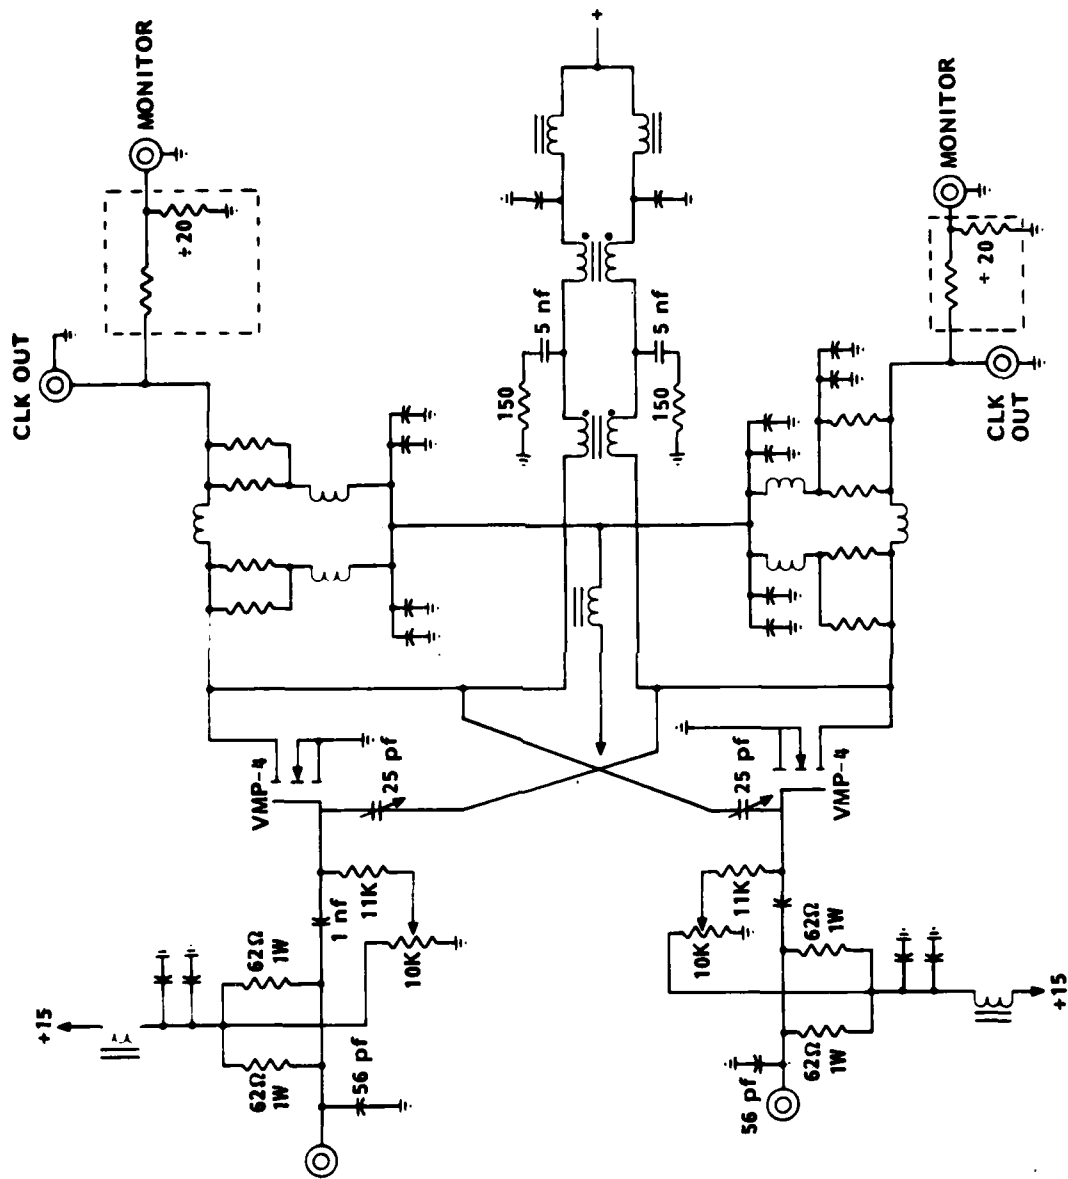 CLK OUT
MONITOR
÷20
+
5 nf
5 nf
150
150
MONITOR
+ 20
CLK
OUT
VMP-4
25 pf
25 pf
VMP-4
11K
10K
1 nf
62Ω
1W
62Ω
1W
+15
56 pf
11K
10K
62Ω
1W
62Ω
1W
56 pf
+15